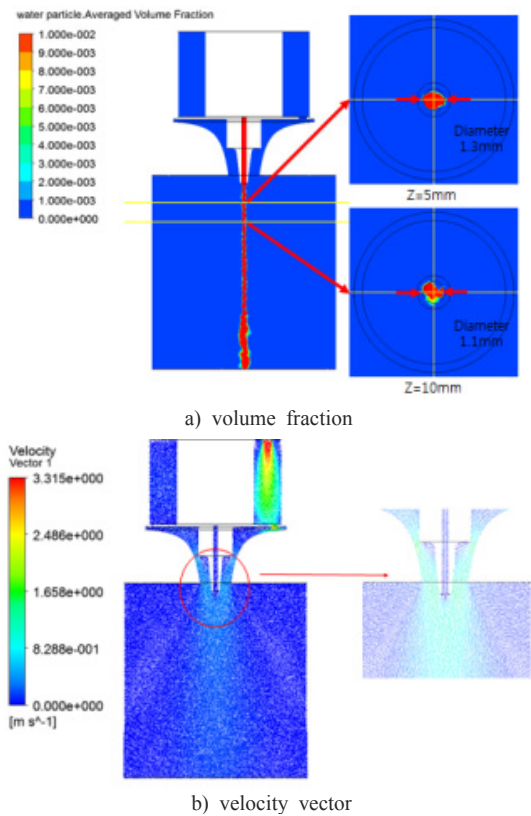 water particle.Averaged Volume Fraction
1.000e-002
9.000e-003
8.000e-003
7.000e-003
6.000e-003
5.000e-003
4.000e-003
3.000e-003
2.000e-003
1.000e-003
0.000e+000
Diameter
1.3mm
Z=5mm
Diameter
1.1mm
Z=10mm
a) volume fraction
Velocity
Vector 1
3.315e+000
2.486e+000
1.658e+000
8.288e-001
0.000e+000
[m s^-1]
b) velocity vector